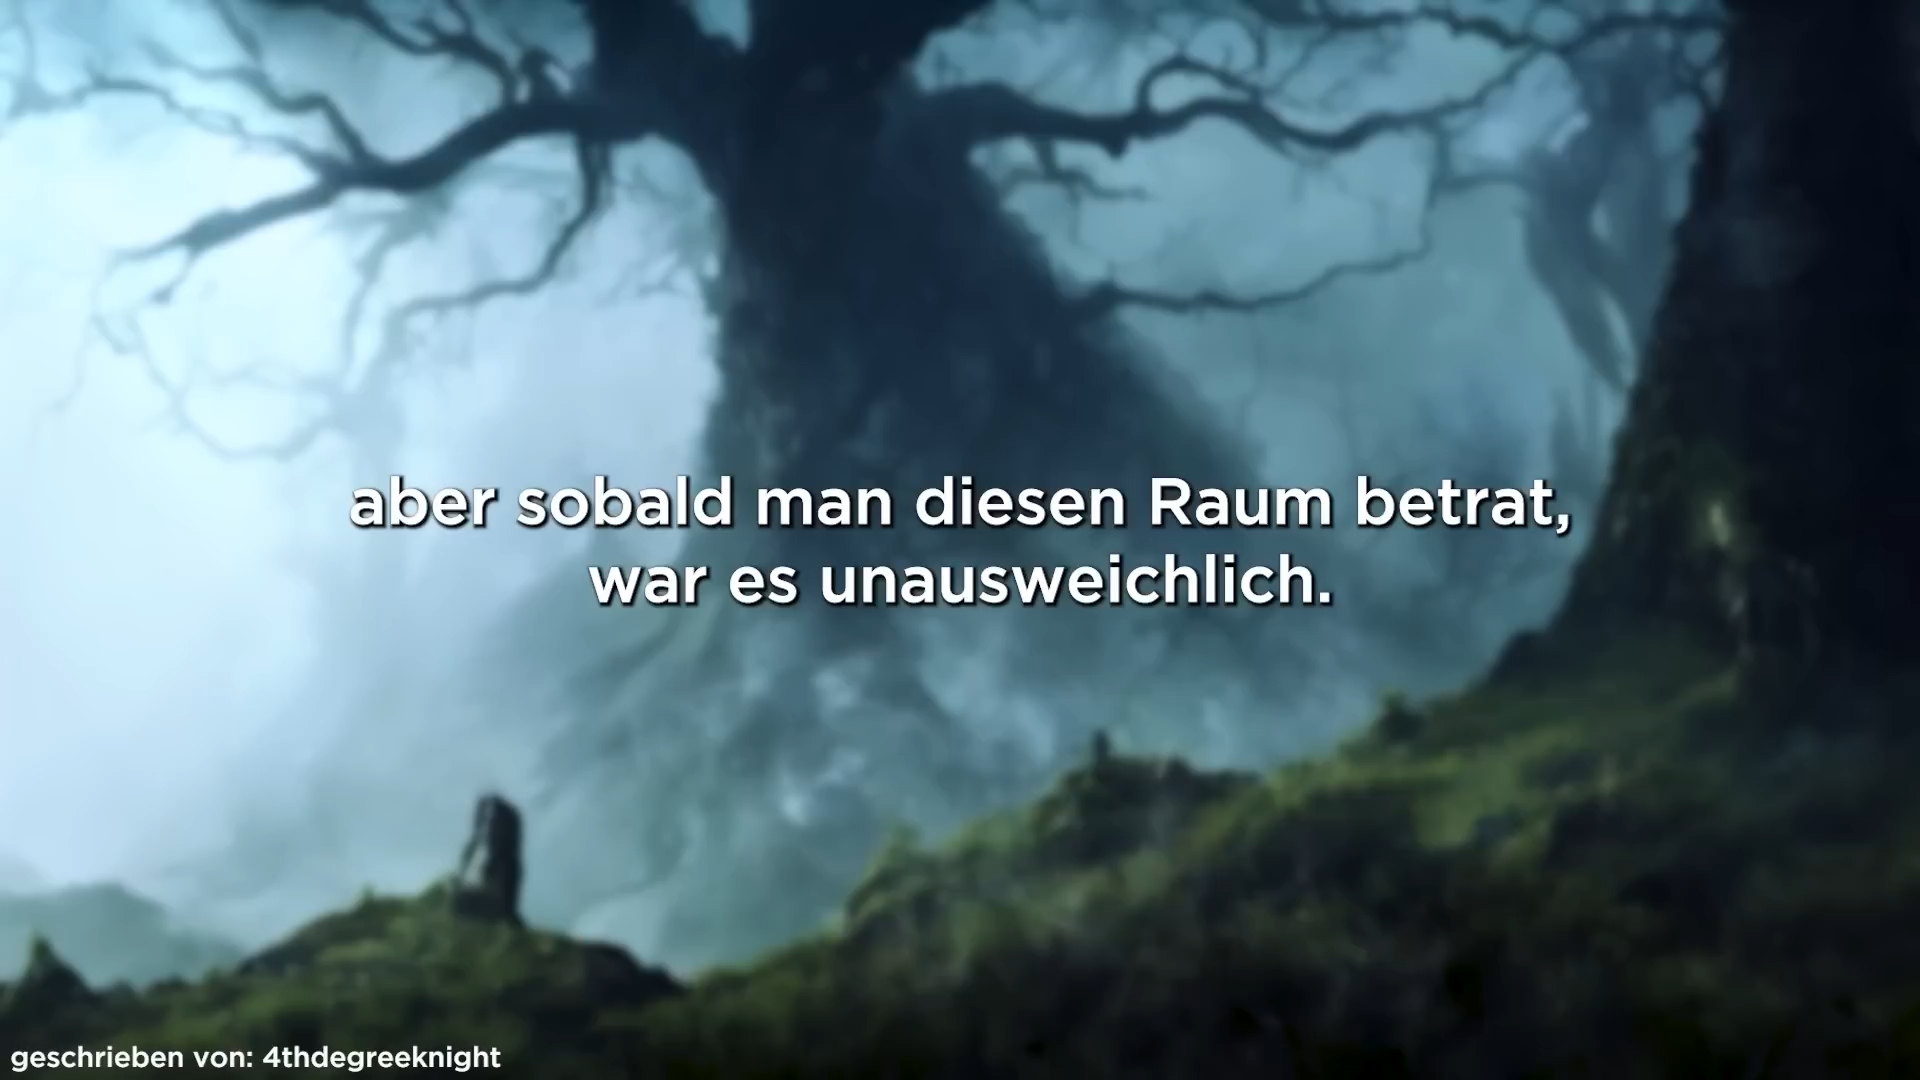 aber sobald man diesen Raum betrat,
war es unausweichlich.
geschrieben von: 4thdegreeknight